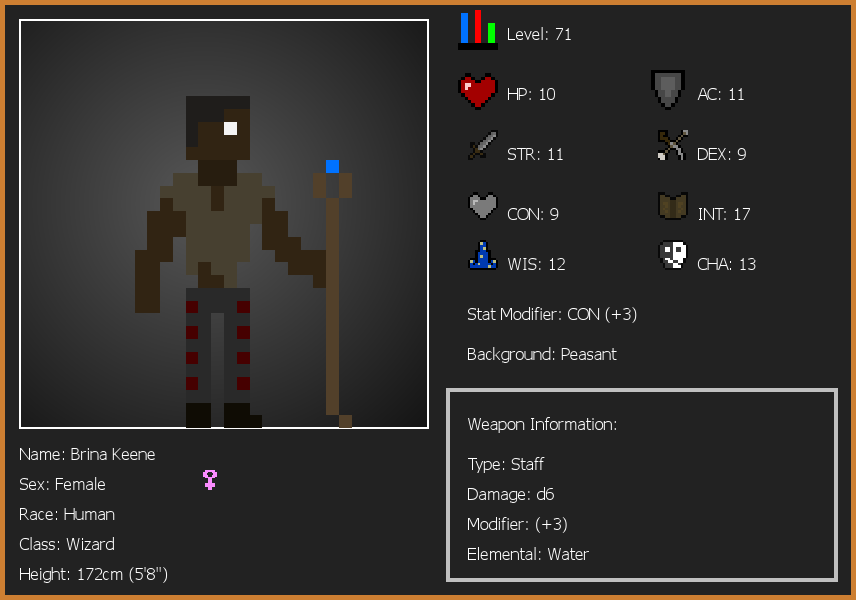 Level: 71
HP: 10
AC: 11
STR: 11
DEX: 9
CON: 9
INT: 17
WIS: 12
CHA: 13
Stat Modifier: CON (+3)
Background: Peasant
Weapon Information:
Type: Staff
Damage: d6
Modifier: (+3)
Elemental: Water
Name: Brina Keene
Sex: Female
Race: Human
Class: Wizard
Height: 172cm (5'8")